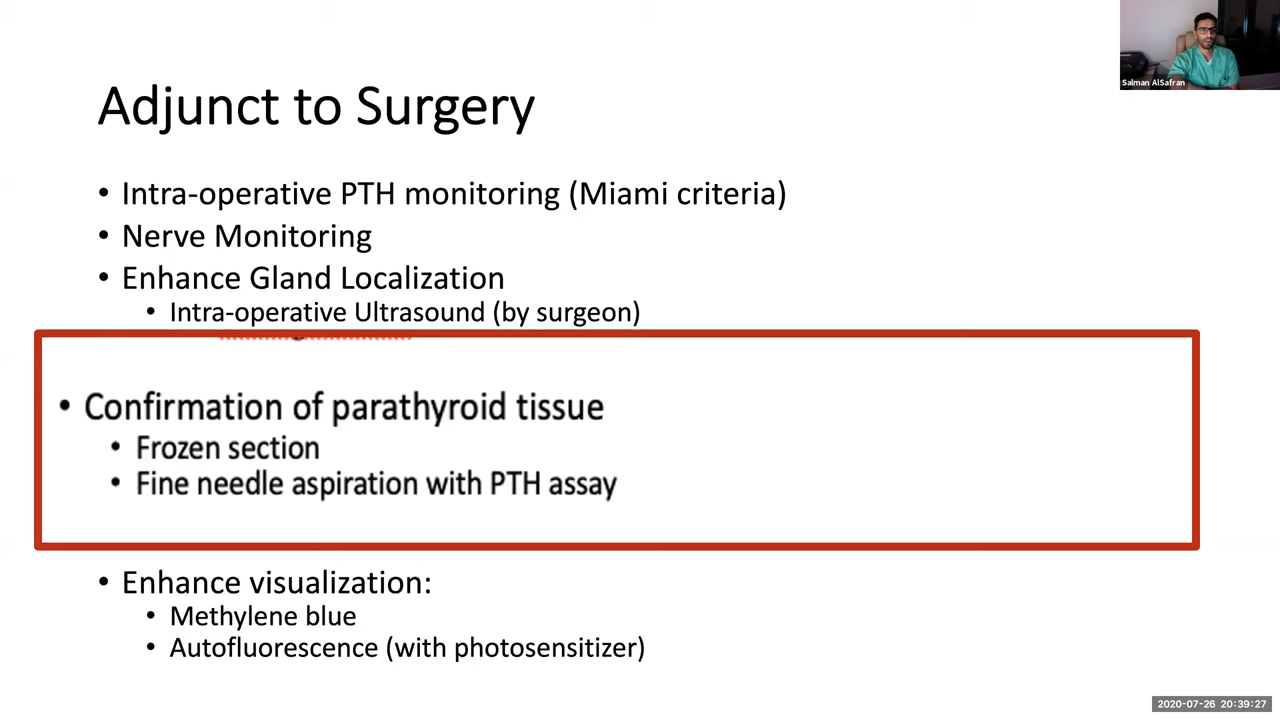 Salman AlSafran
Adjunct to Surgery
• Intra-operative PTH monitoring (Miami criteria)
• Nerve Monitoring
• Enhance Gland Localization
• Intra-operative Ultrasound (by surgeon)
• Confirmation of parathyroid tissue
• Frozen section
• Fine needle aspiration with PTH assay
• Enhance visualization:
• Methylene blue
• Autofluorescence (with photosensitizer)
2020-07-26 20:39:27